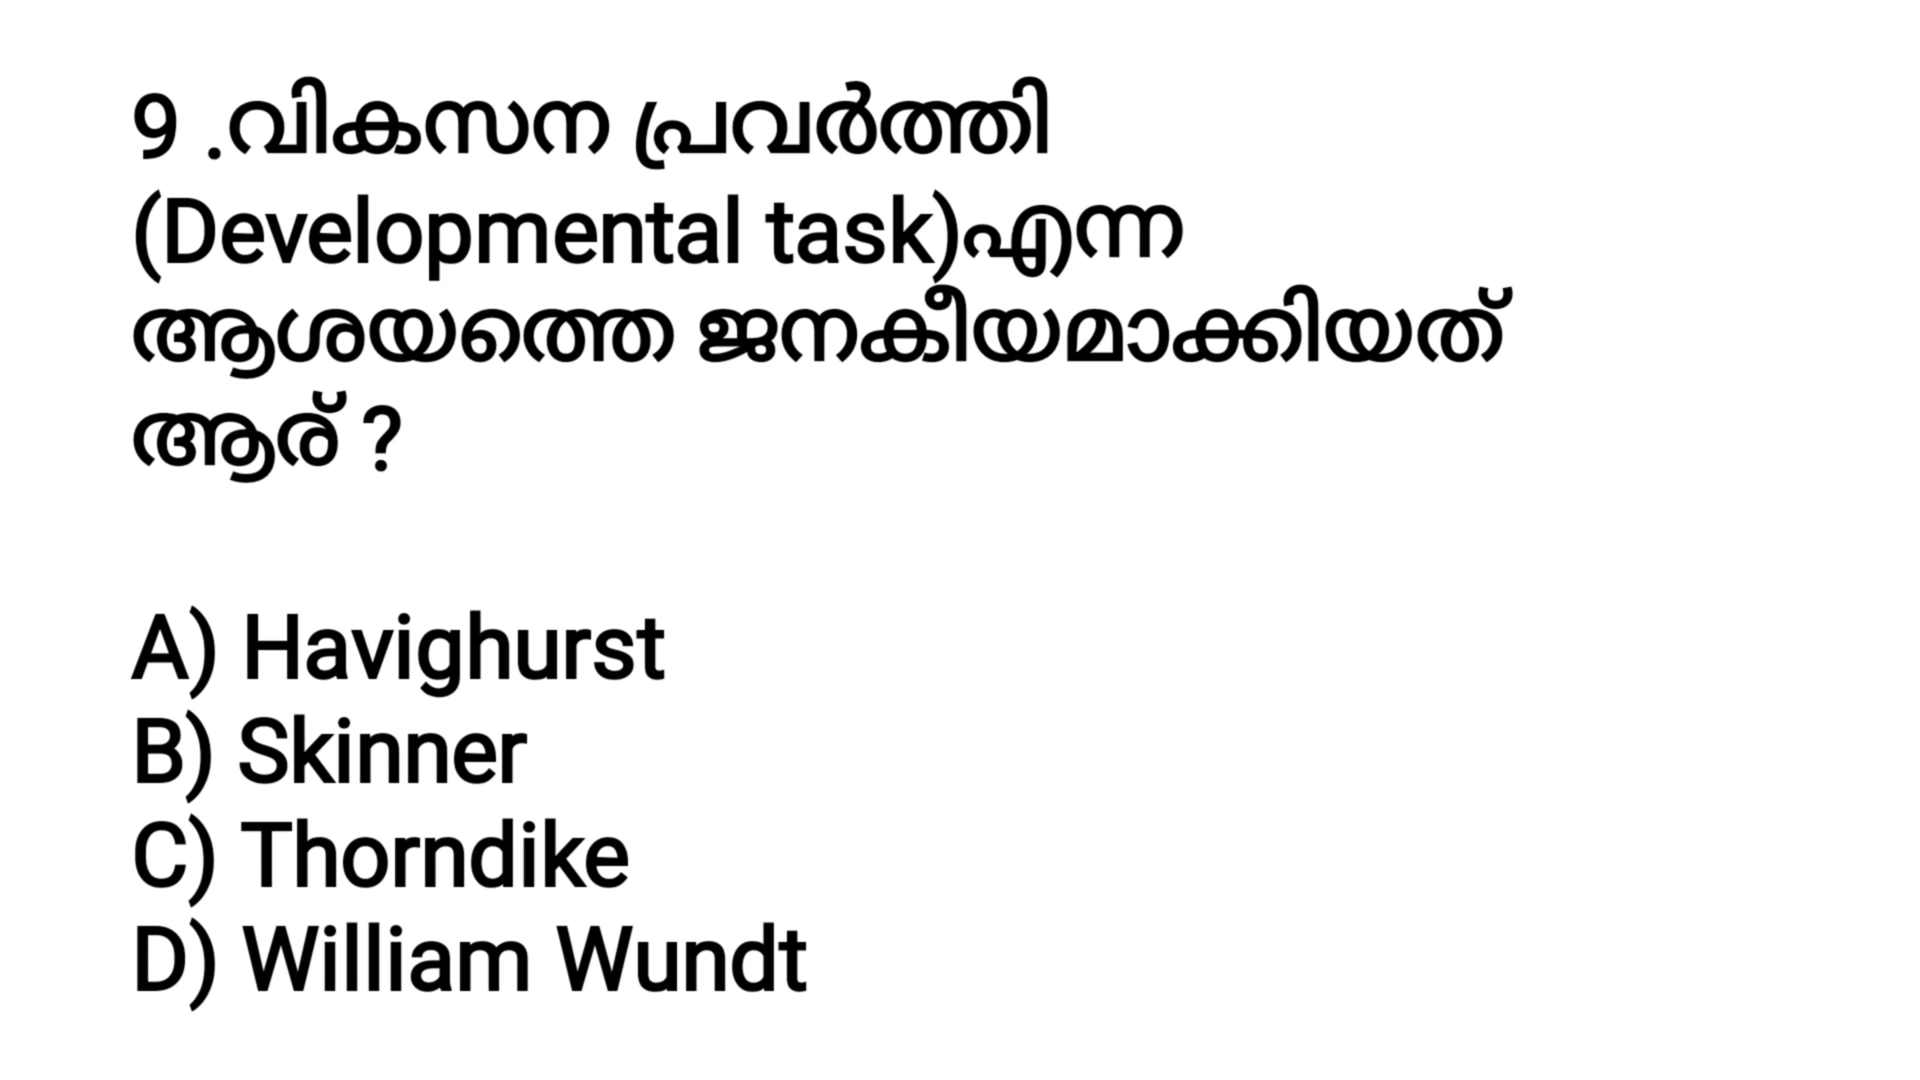 9 .വികസന പ്രവർത്തി
(Developmental task)എന്ന
ആശയത്തെ ജനകീയമാക്കിയത്
ആര് ?
A) Havighurst
B) Skinner
C) Thorndike
D) William Wundt